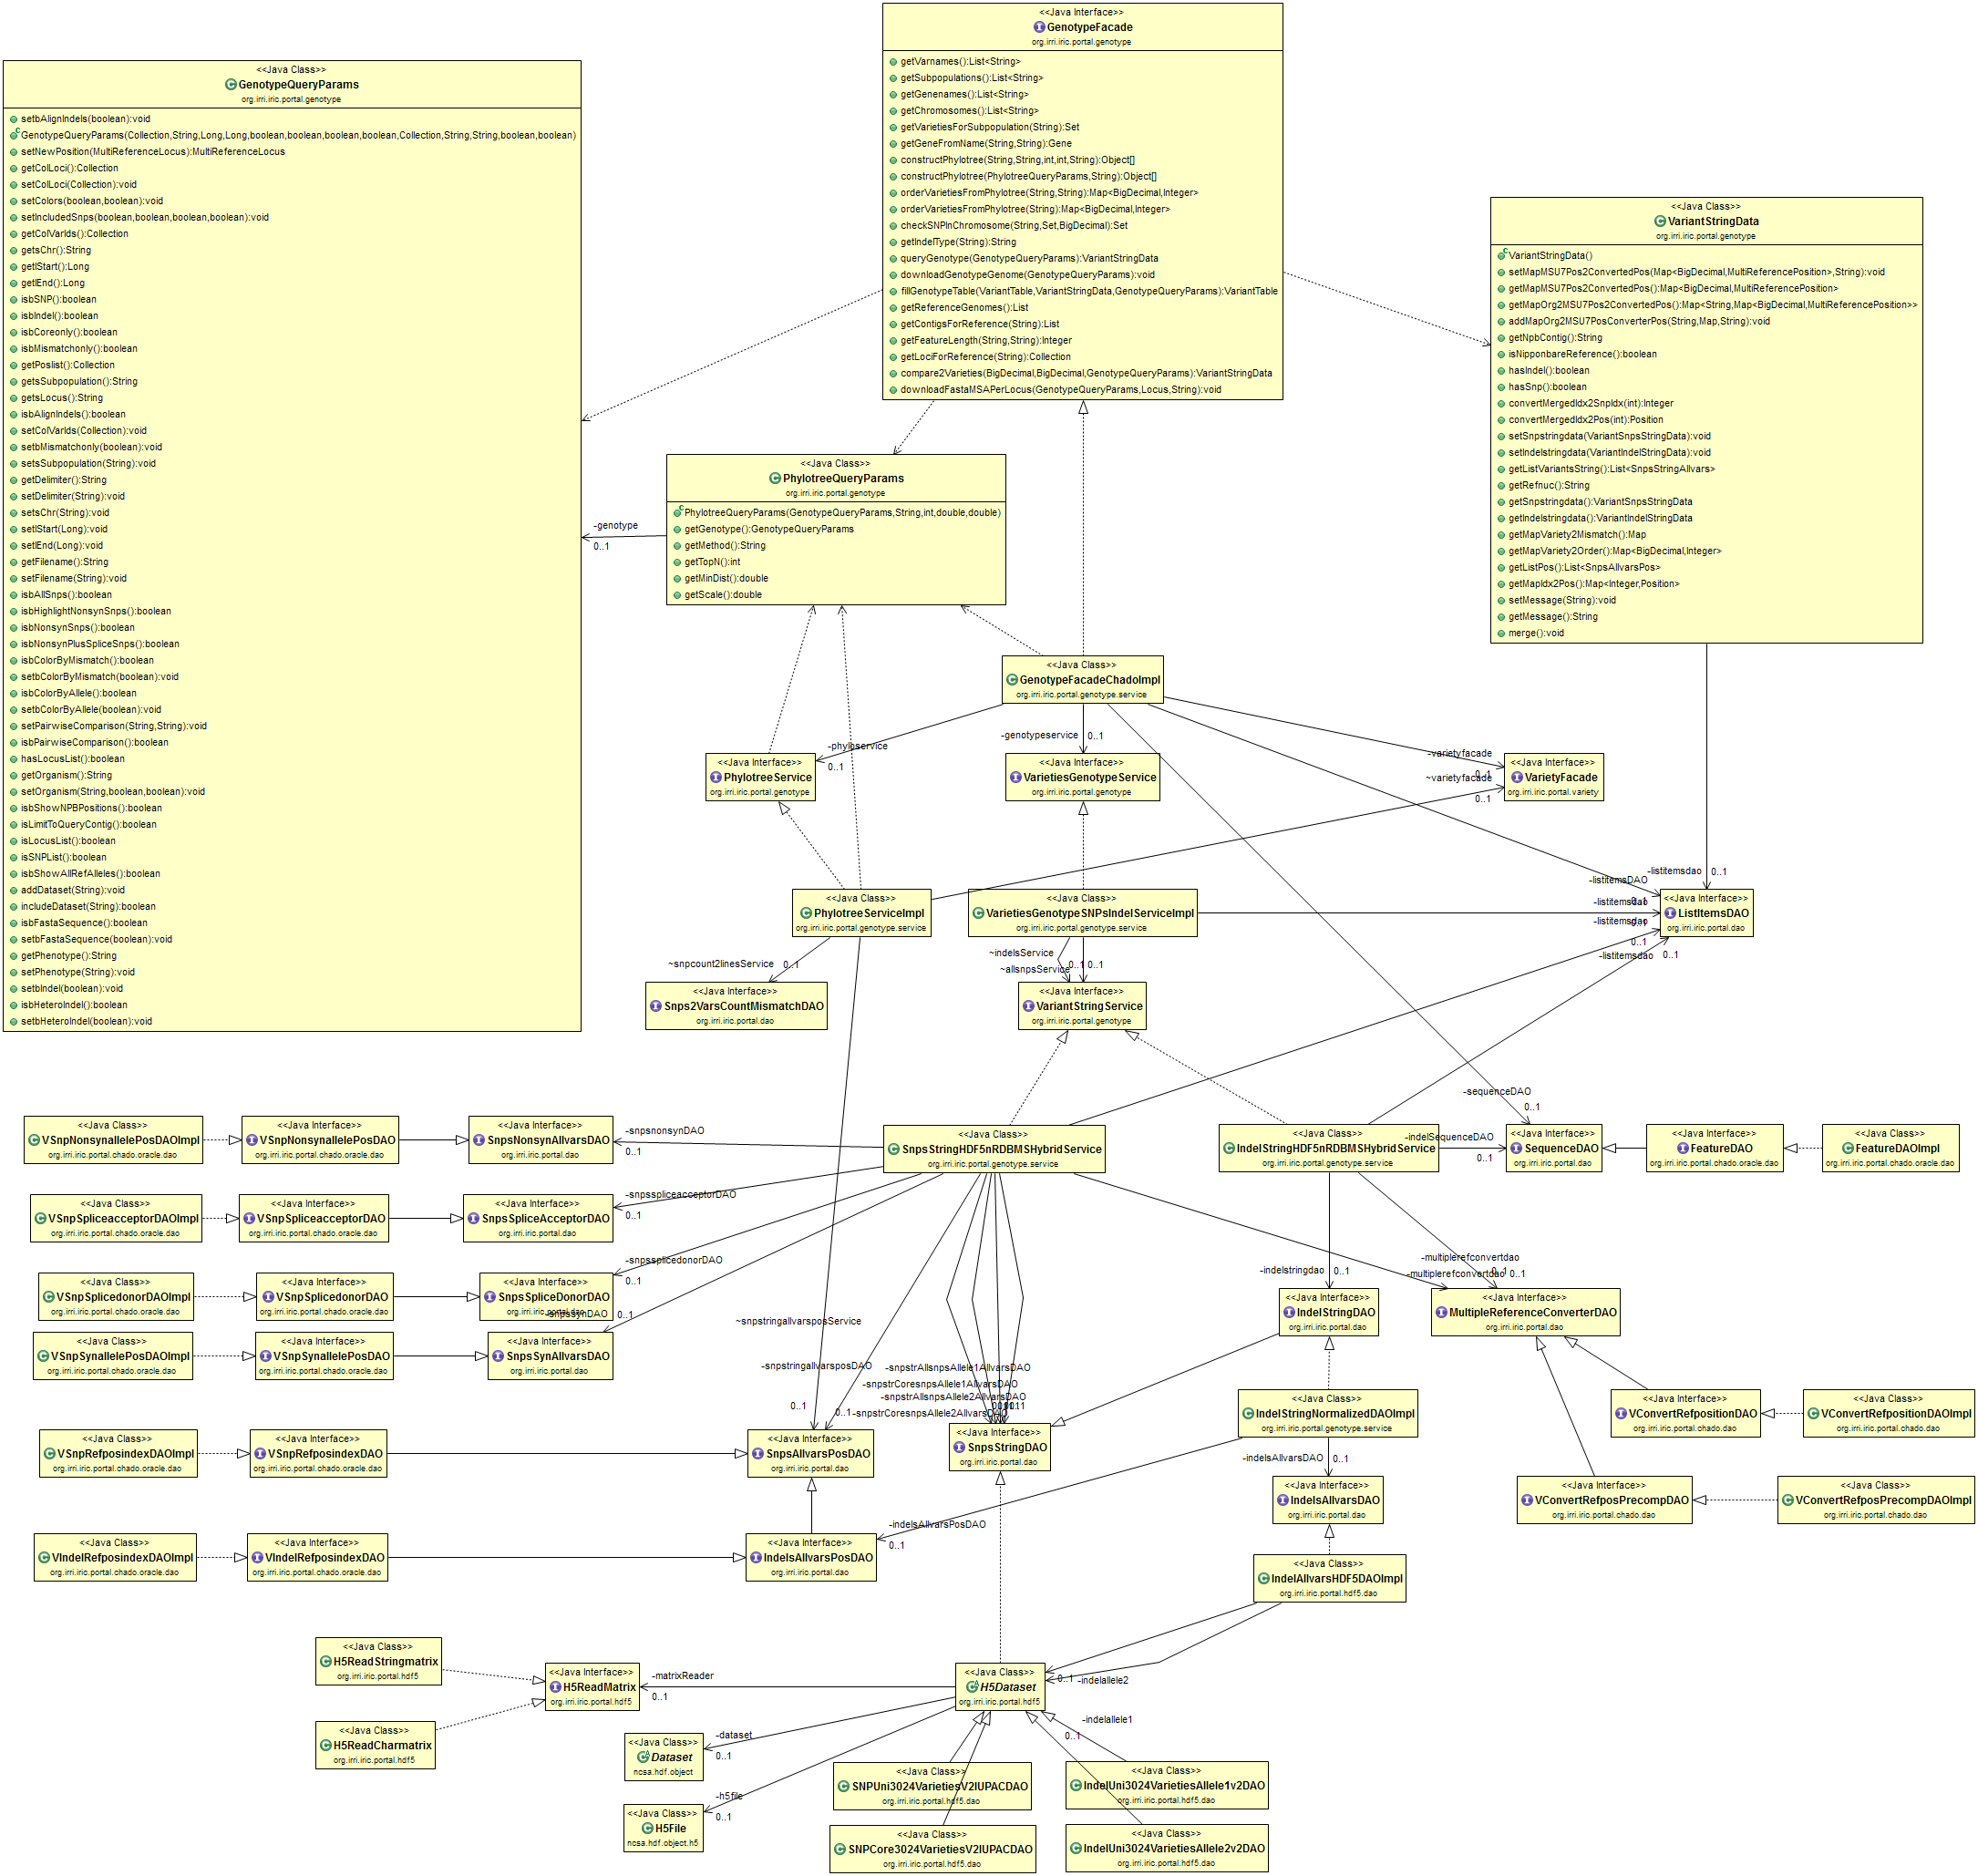 <<Java Interface>>
GenotypeFacade
org.irri.iric.portal.genotype
getVarnames():List<String>
getSubpopulations():List<String>
getGenenames():List<String>
getChromosomes():List<String>
getVarietiesForSubpopulation(String):Set
getGeneFromName(String,String):Gene
constructPhylotree(String,String,int,int,String):Object[]
constructPhylotree(PhylotreeQueryParams,String):Object[]
orderVarietiesFromPhylotree(String,String):Map<BigDecimal,Integer>
orderVarietiesFromPhylotree(String):Map<BigDecimal,Integer>
checkSNPInChromosome(String,Set,BigDecimal):Set
getIndelType(String):String
queryGenotype(GenotypeQueryParams):VariantStringData
downloadGenotypeGenome(GenotypeQueryParams):void
fillGenotypeTable(VariantTable,VariantStringData,GenotypeQueryParams):VariantTable
getReferenceGenomes():List
getContigsForReference(String):List
getFeatureLength(String,String):Integer
getLociForReference(String):Collection
compare2Varieties(BigDecimal,BigDecimal,GenotypeQueryParams):VariantStringData
downloadFastaMSAPerLocus(GenotypeQueryParams,Locus,String):void
<<Java Class>>
GenotypeQueryParams
org.irri.iric.portal.genotype
setbAlignIndels(boolean):void
GenotypeQueryParams(Collection,String,Long,Long,boolean,boolean,boolean,boolean,Collection,String,String,boolean,boolean)
setNewPosition(MultiReferenceLocus):MultiReferenceLocus
getColLoci():Collection
setColLoci(Collection):void
setColors(boolean,boolean):void
setIncludedSnps(boolean,boolean,boolean,boolean):void
getColVarIds():Collection
getsChr():String
getlStart():Long
getlEnd():Long
isbSNP():boolean
isbIndel():boolean
isbCoreonly():boolean
isbMismatchonly():boolean
getPoslist():Collection
getsSubpopulation():String
getsLocus():String
isbAlignIndels():boolean
setColVarIds(Collection):void
setbMismatchonly(boolean):void
setsSubpopulation(String):void
getDelimiter():String
setDelimiter(String):void
setsChr(String):void
setlStart(Long):void
setlEnd(Long):void
getFilename():String
setFilename(String):void
isbAllSnps():boolean
isbHighlightNonsynSnps():boolean
isbNonsynSnps():boolean
isbNonsynPlusSpliceSnps():boolean
isbColorByMismatch():boolean
setbColorByMismatch(boolean):void
isbColorByAllele():boolean
setbColorByAllele(boolean):void
setPairwiseComparison(String,String):void
isbPairwiseComparison():boolean
hasLocusList():boolean
getOrganism():String
setOrganism(String,boolean,boolean):void
isbShowNPBPositions():boolean
isLimitToQueryContig():boolean
isLocusList():boolean
isSNPList():boolean
isbShowAllRefAlleles():boolean
addDataset(String):void
includeDataset(String):boolean
isbFastaSequence():boolean
setbFastaSequence(boolean):void
getPhenotype():String
setPhenotype(String):void
setbIndel(boolean):void
isbHeteroIndel():boolean
setbHeteroIndel(boolean):void
<<Java Class>>
VariantStringData
org.irri.iric.portal.genotype
VariantStringData()
setMapMSU7Pos2ConvertedPos(Map<BigDecimal,MultiReferencePosition>,String):void
getMapMSU7Pos2ConvertedPos():Map<BigDecimal,MultiReferencePosition>
getMapOrg2MSU7Pos2ConvertedPos():Map<String,Map<BigDecimal,MultiReferencePosition>>
addMapOrg2MSU7PosConverterPos(String,Map,String):void
getNpbContig():String
isNipponbareReference():boolean
hasIndel():boolean
hasSnp():boolean
convertMergedIdx2SnpIdx(int):Integer
convertMergedIdx2Pos(int):Position
setSnpstringdata(VariantSnpsStringData):void
setIndelstringdata(VariantIndelStringData):void
getListVariantsString():List<SnpsStringAllvars>
getRefnuc():String
getSnpstringdata():VariantSnpsStringData
getIndelstringdata():VariantIndelStringData
getMapVariety2Mismatch():Map
getMapVariety2Order():Map<BigDecimal,Integer>
getListPos():List<SnpsAllvarsPos>
getMapIdx2Pos():Map<Integer,Position>
setMessage(String):void
getMessage():String
merge():void
<<Java Class>>
PhylotreeQueryParams
org.irri.iric.portal.genotype
PhylotreeQueryParams(GenotypeQueryParams,String,int,double,double)
getGenotype():GenotypeQueryParams
getMethod():String
getTopN():int
getMinDist():double
getScale():double
-genotype
0..1
<<Java Class>>
GenotypeFacadeChadoImpl
org.irri.iric.portal.genotype.service
-phyloservice
0..1
-genotypeservice
0..1
-varietyfacade
0..1
~varietyfacade
0..1
<<Java Interface>>
PhylotreeService
org.irri.iric.portal.genotype
<<Java Interface>>
VarietiesGenotypeService
org.irri.iric.portal.genotype
<<Java Interface>>
VarietyFacade
org.irri.iric.portal.variety
-listitemsdao
0..1
-listitemsDAO
-listitemsdao
0..1
-listitemsdao
0..1
-listitemsdao
0..1
<<Java Class>>
PhylotreeServiceImpl
org.irri.iric.portal.genotype.service
<<Java Class>>
VarietiesGenotypeSNPsIndelServiceImpl
org.irri.iric.portal.genotype.service
<<Java Interface>>
ListItemsDAO
org.irri.iric.portal.dao
~snpcount2linesService
0..1
~indelsService
0..1
~allsnpsService
0..1
<<Java Interface>>
Snps2VarsCountMismatchDAO
org.irri.iric.portal.dao
<<Java Interface>>
VariantStringService
org.irri.iric.portal.genotype
-sequenceDAO
0..1
<<Java Class>>
VSnpNonsynallelePosDAOImpl
org.irri.iric.portal.chado.oracle.dao
<<Java Interface>>
VSnpNonsynallelePosDAO
org.irri.iric.portal.chado.oracle.dao
<<Java Interface>>
SnpsNonsynAllvarsDAO
org.irri.iric.portal.dao
-snpsnonsynDAO
0..1
<<Java Class>>
SnpsStringHDF5nRDBMSHybridService
org.irri.iric.portal.genotype.service
<<Java Class>>
IndelStringHDF5nRDBMSHybridService
org.irri.iric.portal.genotype.service
-indelSequenceDAO
0..1
<<Java Interface>>
SequenceDAO
org.irri.iric.portal.dao
<<Java Interface>>
FeatureDAO
org.irri.iric.portal.chado.oracle.dao
<<Java Class>>
FeatureDAOImpl
org.irri.iric.portal.chado.oracle.dao
<<Java Class>>
VSnpSpliceacceptorDAOImpl
org.irri.iric.portal.chado.oracle.dao
<<Java Interface>>
VSnpSpliceacceptorDAO
org.irri.iric.portal.chado.oracle.dao
<<Java Interface>>
SnpsSpliceAcceptorDAO
org.irri.iric.portal.dao
-snpsspliceacceptorDAO
0..1
<<Java Class>>
VSnpSplicedonorDAOImpl
org.irri.iric.portal.chado.oracle.dao
<<Java Interface>>
VSnpSplicedonorDAO
org.irri.iric.portal.chado.oracle.dao
<<Java Interface>>
SnpsSpliceDonorDAO
org.irri.iric.portal.dao
-snpssplicedonorDAO
0..1
<<Java Class>>
VSnpSynallelePosDAOImpl
org.irri.iric.portal.chado.oracle.dao
<<Java Interface>>
VSnpSynallelePosDAO
org.irri.iric.portal.chado.oracle.dao
<<Java Interface>>
SnpsSynAllvarsDAO
org.irri.iric.portal.dao
-snpssynDAO
0..1
~snpstringallvarsposService
0..1
-snpstringallvarsposDAO
0..1
-snpstrAllsnpsAllele1AllvarsDAO
-snpstrCoresnpsAllele1AllvarsDAO
-snpstrAllsnpsAllele2AllvarsDAO
-snpstrCoresnpsAllele2AllvarsDAO
-indelstringdao
0..1
-multiplerefconvertdao
0..1
-multiplerefconvertdao
0..1
<<Java Interface>>
IndelStringDAO
org.irri.iric.portal.dao
<<Java Interface>>
MultipleReferenceConverterDAO
org.irri.iric.portal.dao
<<Java Class>>
IndelStringNormalizedDAOImpl
org.irri.iric.portal.genotype.service
<<Java Interface>>
VConvertRefpositionDAO
org.irri.iric.portal.chado.dao
<<Java Class>>
VConvertRefpositionDAOImpl
org.irri.iric.portal.chado.dao
<<Java Class>>
VSnpRefposindexDAOImpl
org.irri.iric.portal.chado.oracle.dao
<<Java Interface>>
VSnpRefposindexDAO
org.irri.iric.portal.chado.oracle.dao
<<Java Interface>>
SnpsAllvarsPosDAO
org.irri.iric.portal.dao
<<Java Interface>>
SnpsStringDAO
org.irri.iric.portal.dao
-indelsAllvarsDAO
0..1
<<Java Interface>>
IndelsAllvarsDAO
org.irri.iric.portal.dao
<<Java Interface>>
VConvertRefposPrecompDAO
org.irri.iric.portal.chado.dao
<<Java Class>>
VConvertRefposPrecompDAOImpl
org.irri.iric.portal.chado.dao
<<Java Class>>
VIndelRefposindexDAOImpl
org.irri.iric.portal.chado.oracle.dao
<<Java Interface>>
VIndelRefposindexDAO
org.irri.iric.portal.chado.oracle.dao
<<Java Interface>>
IndelsAllvarsPosDAO
org.irri.iric.portal.dao
-indelsAllvarsPosDAO
0..1
<<Java Class>>
IndelAllvarsHDF5DAOImpl
org.irri.iric.portal.hdf5.dao
<<Java Class>>
H5ReadStringmatrix
org.irri.iric.portal.hdf5
<<Java Interface>>
H5ReadMatrix
org.irri.iric.portal.hdf5
-matrixReader
0..1
<<Java Class>>
H5Dataset
org.irri.iric.portal.hdf5
0..1
-indelallele2
-indelallele1
0..1
<<Java Class>>
H5ReadCharmatrix
org.irri.iric.portal.hdf5
-dataset
0..1
<<Java Class>>
Dataset
ncsa.hdf.object
-h5file
0..1
<<Java Class>>
H5File
ncsa.hdf.object.h5
<<Java Class>>
SNPUni3024VarietiesV2IUPACDAO
org.irri.iric.portal.hdf5.dao
<<Java Class>>
IndelUni3024VarietiesAllele1v2DAO
org.irri.iric.portal.hdf5.dao
<<Java Class>>
SNPCore3024VarietiesV2IUPACDAO
org.irri.iric.portal.hdf5.dao
<<Java Class>>
IndelUni3024VarietiesAllele2v2DAO
org.irri.iric.portal.hdf5.dao